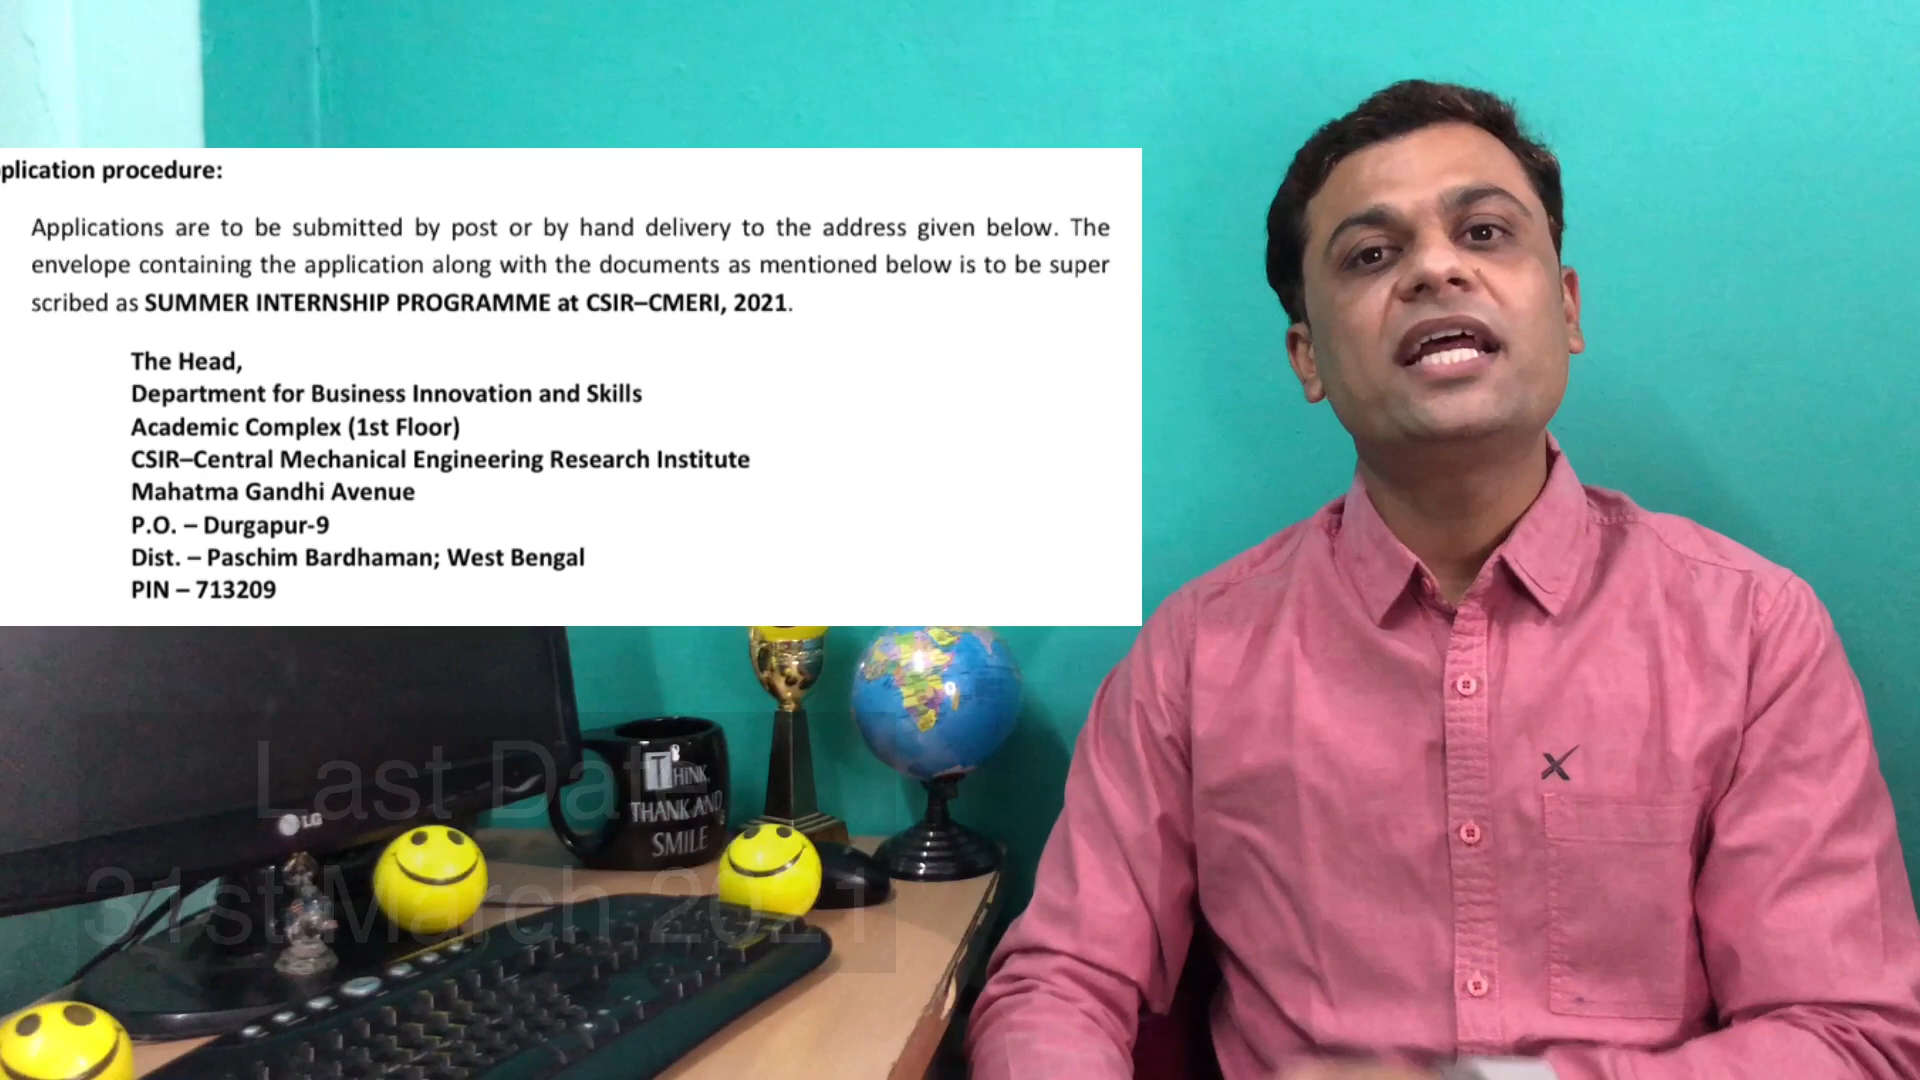 plication procedure:
Applications are to be submitted by post or by hand delivery to the address given below. The
envelope containing the application along with the documents as mentioned below is to be super
scribed as SUMMER INTERNSHIP PROGRAMME at CSIR–CMERI, 2021.
The Head,
Department for Business Innovation and Skills
Academic Complex (1st Floor)
CSIR–Central Mechanical Engineering Research Institute
Mahatma Gandhi Avenue
P.O. – Durgapur-9
Dist. – Paschim Bardhaman; West Bengal
PIN – 713209
Last Date
31st March 2021
LG
THINK,
THANK AND
SMILE